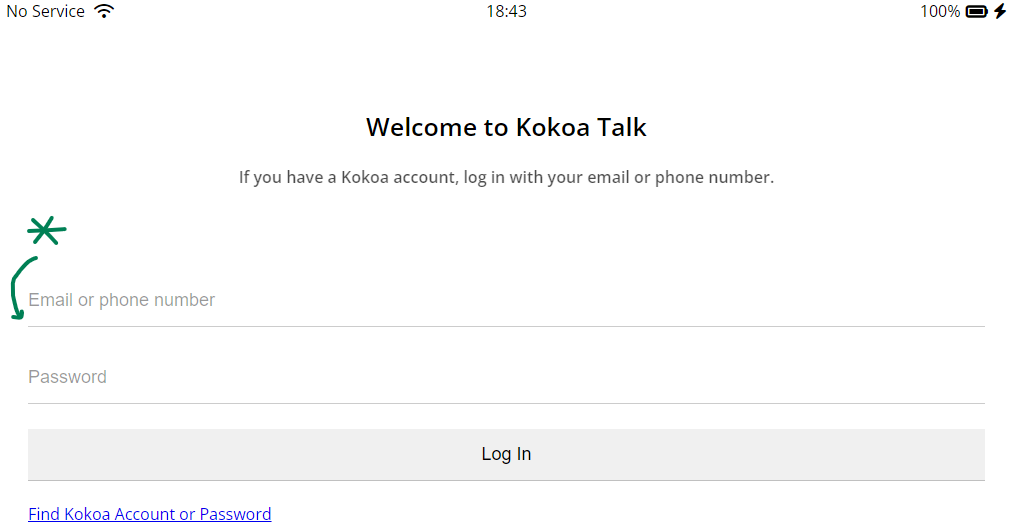 No Service 18:43 100%
Welcome to Kokoa Talk
If you have a Kokoa account, log in with your email or phone number.
Email or phone number
Password
Log In
Find Kokoa Account or Password